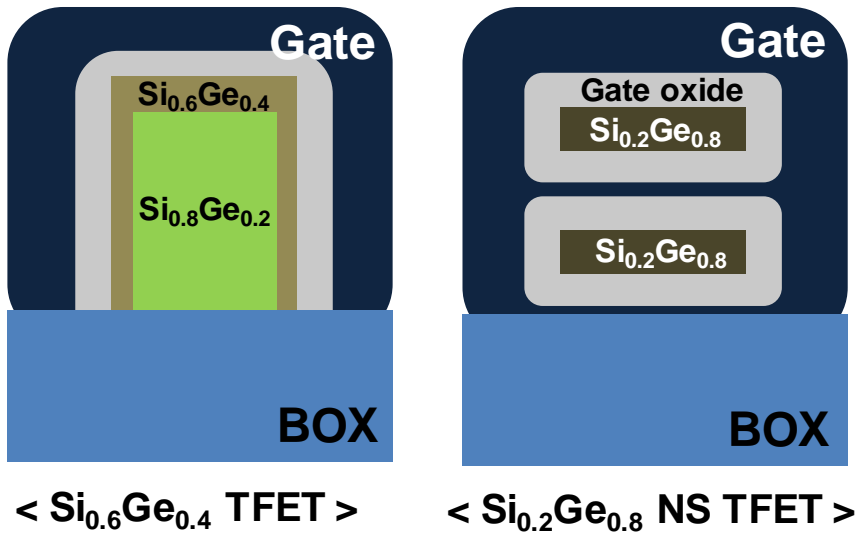 Gate
Si0.6Ge0.4
Si0.8Ge0.2
BOX
< Si0.6Ge0.4 TFET >
Gate
Gate oxide
Si0.2Ge0.8
Si0.2Ge0.8
BOX
< Si0.2Ge0.8 NS TFET >